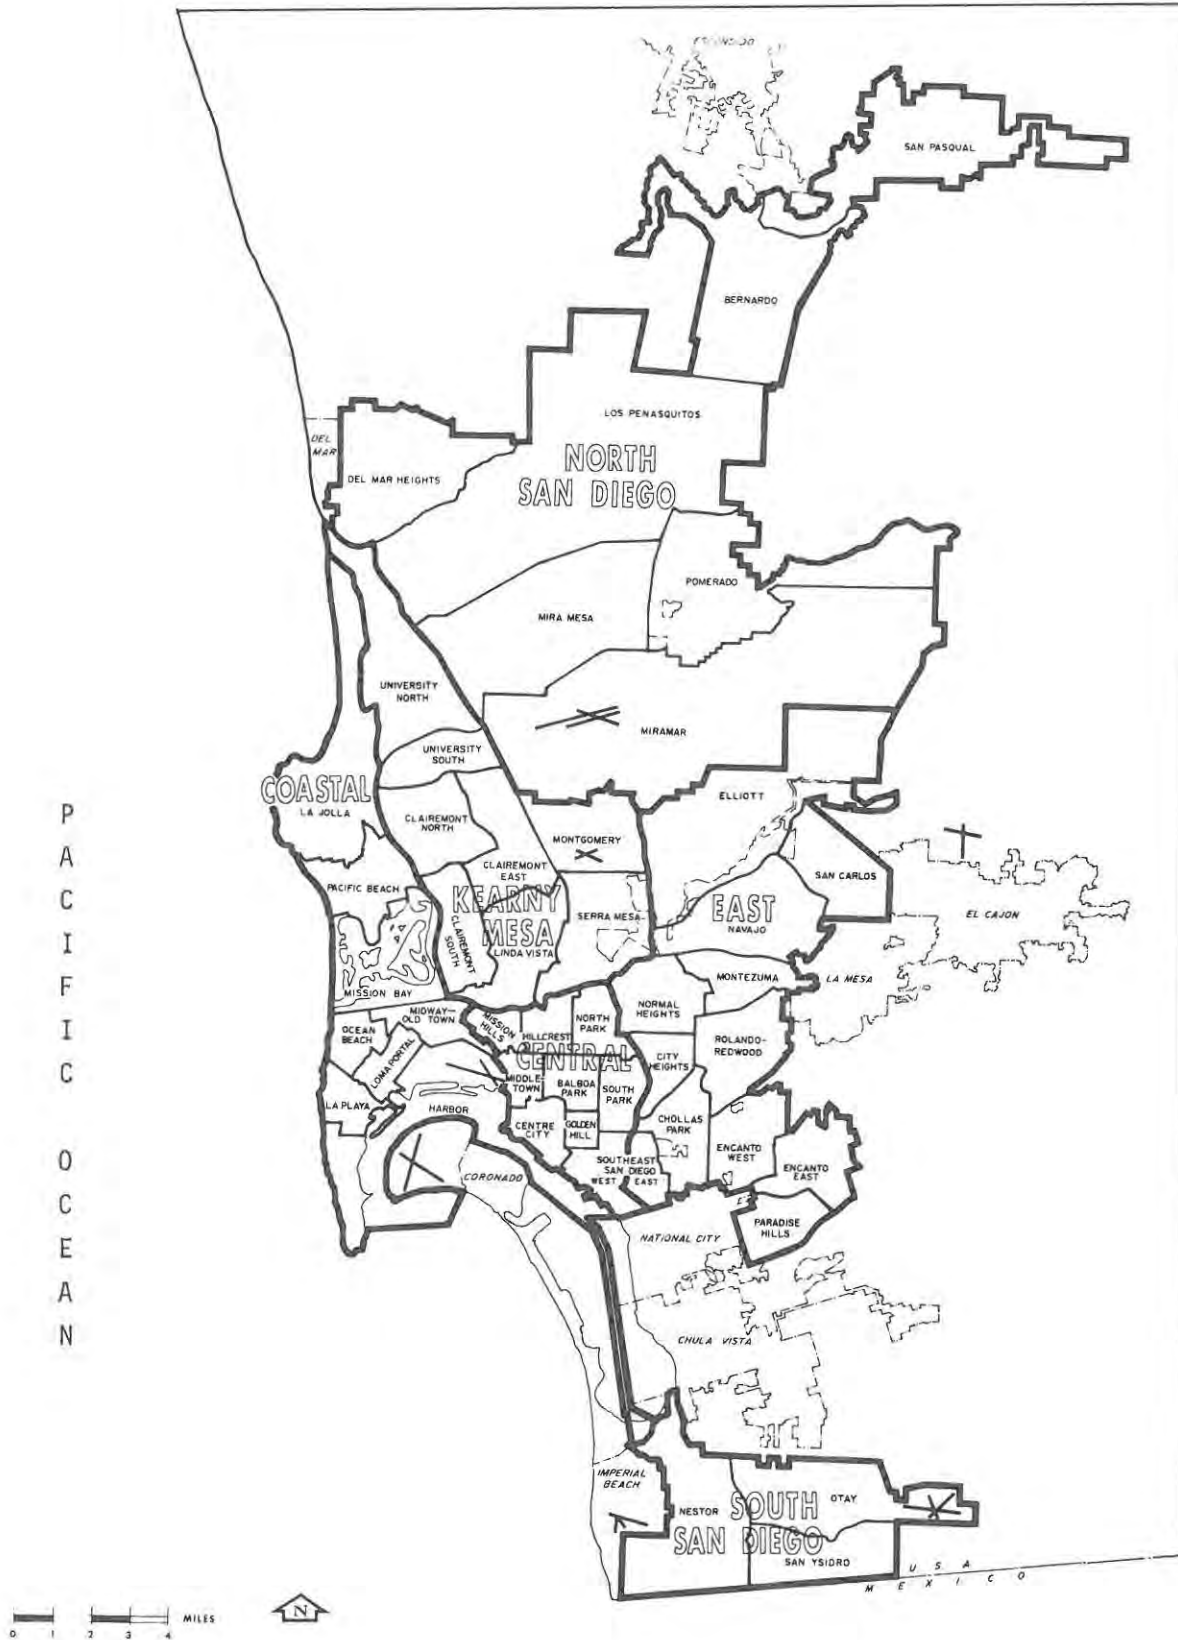 ESCONDIDO
SAN PASQUAL
BERNARDO
LOS PENASQUITOS
DEL
MAR
DEL MAR HEIGHTS
NORTH
SAN DIEGO
POMERADO
MIRA MESA
UNIVERSITY
NORTH
MIRAMAR
UNIVERSITY
SOUTH
COASTAL
LA JOLLA
ELLIOTT
CLAIREMONT
NORTH
MONTGOMERY
CLAIREMONT
EAST
SAN CARLOS
PACIFIC BEACH
KEARNY
MESA
LINDA VISTA
CLAIREMONT
SOUTH
SERRA MESA
EAST
NAVAJO
EL CAJON
MONTEZUMA
LA MESA
MISSION BAY
MIDWAY-
OLD TOWN
MISSION
HILLS
HILLCREST
NORTH
PARK
NORMAL
HEIGHTS
OCEAN
BEACH
LOMA PORTAL
CENTRAL
CITY
HEIGHTS
ROLANDO-
REDWOOD
MIDDLE-
TOWN
BALBOA
PARK
SOUTH
PARK
LA PLAYA
HARBOR
CENTRE
CITY
GOLDEN
HILL
CHOLLAS
PARK
ENCANTO
WEST
ENCANTO
EAST
CORONADO
SOUTHEAST
SAN DIEGO
WEST EAST
PARADISE
HILLS
NATIONAL CITY
CHULA VISTA
IMPERIAL
BEACH
NESTOR
OTAY
SOUTH
SAN DIEGO
SAN YSIDRO
U S A
M E X I C O
PACIFIC OCEAN
MILES
0 1 2 3 4
N